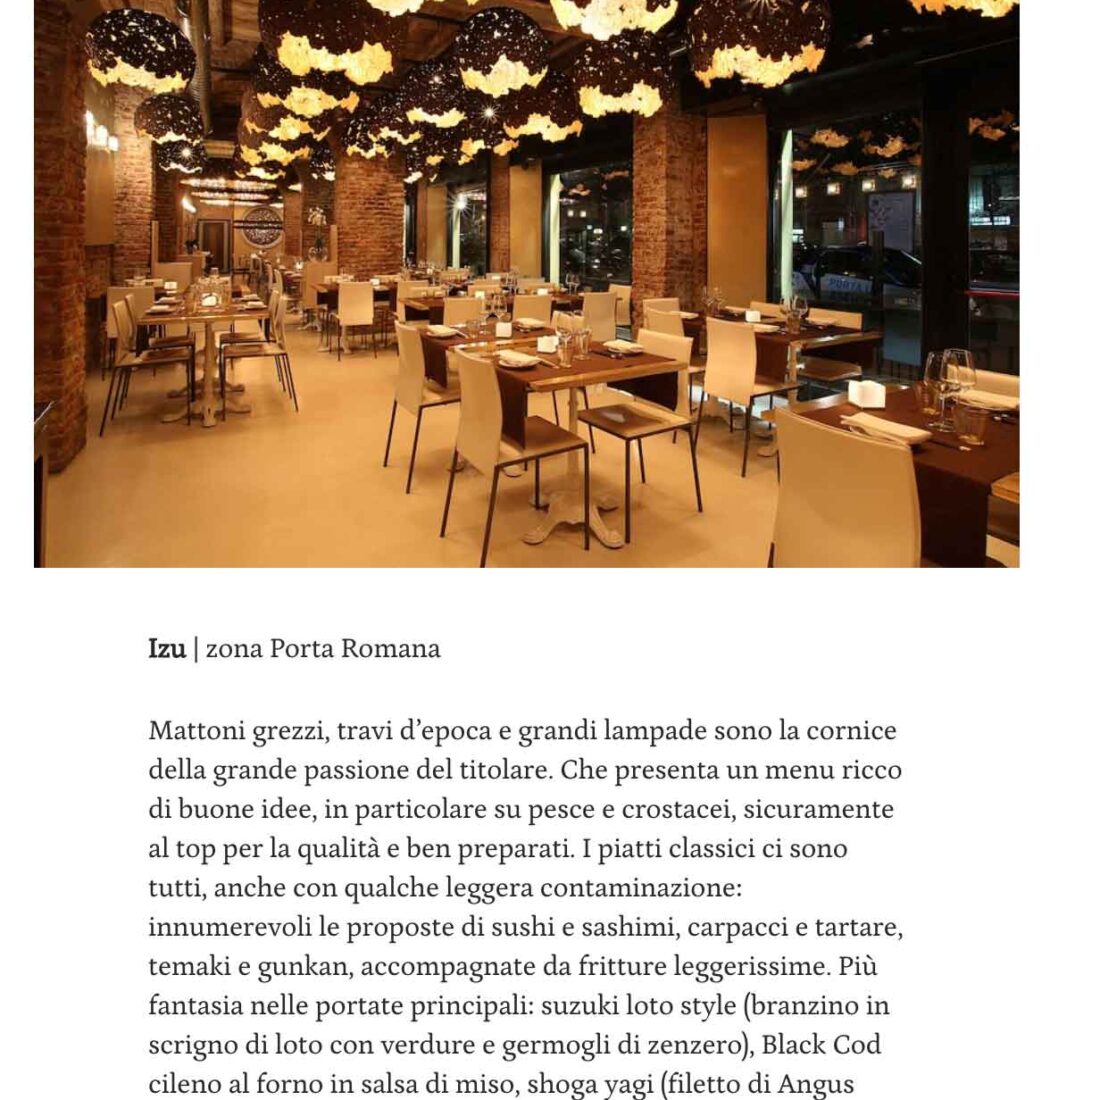 Izu | zona Porta Romana
Mattoni grezzi, travi d’epoca e grandi lampade sono la cornice
della grande passione del titolare. Che presenta un menu ricco
di buone idee, in particolare su pesce e crostacei, sicuramente
al top per la qualità e ben preparati. I piatti classici ci sono
tutti, anche con qualche leggera contaminazione:
innumerevoli le proposte di sushi e sashimi, carpacci e tartare,
temaki e gunkan, accompagnate da fritture leggerissime. Più
fantasia nelle portate principali: suzuki loto style (branzino in
scrigno di loto con verdure e germogli di zenzero), Black Cod
cileno al forno in salsa di miso, shoga yagi (filetto di Angus